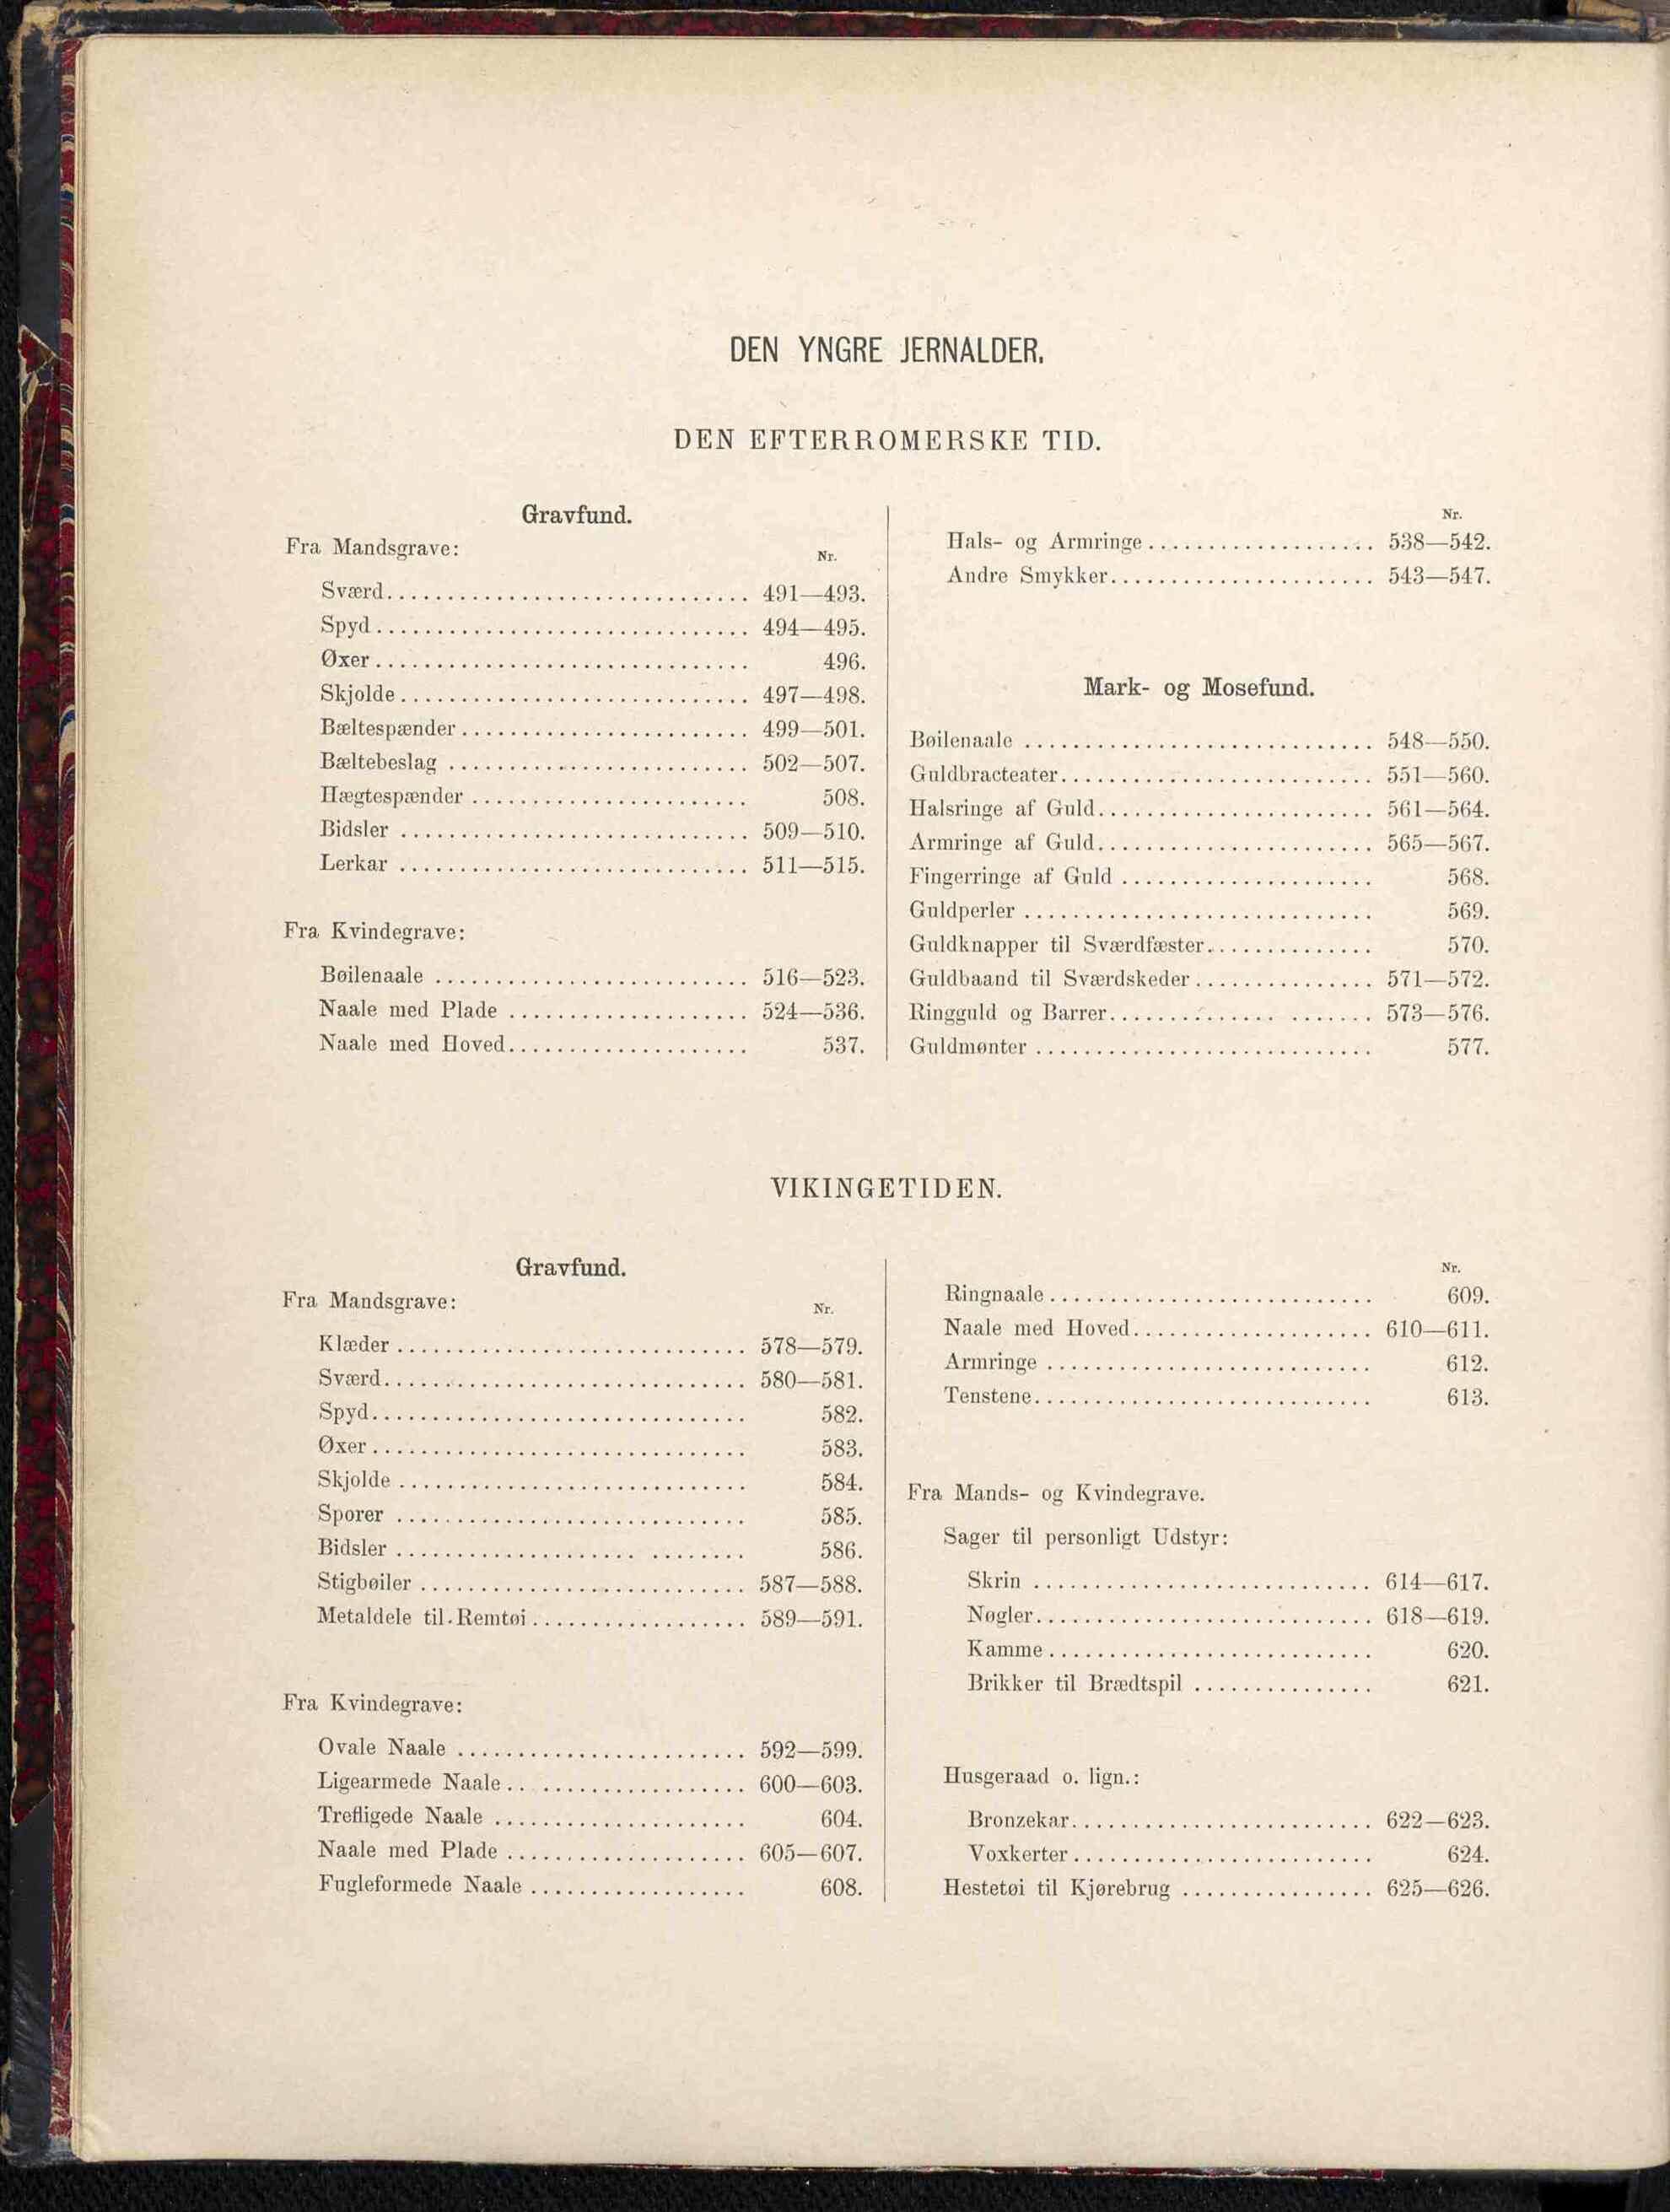 DEN YNGRE JERNALDER.
DEN EFTERROMERSKE TID.
Gravfund.
Fra Mandsgrave:
Nr.
Sværd.............................. 491—493.
Spyd............................... 494—495.
Øxer............................... 496.
Skjolde............................. 497—498.
Bæltespænder........................ 499—501.
Bæltebeslag ......................... 502—507.
Hægtespænder ....................... 508.
Bidsler ............................. 509—510.
Lerkar ............................. 511—515.
Fra Kvindegrave:
Bøilenaale .......................... 516—523.
Naale med Plade .................... 524—536.
Naale med Hoved.................... 537.
Nr.
Hals- og Armringe................... 538—542.
Andre Smykker...................... 543—547.
Mark- og Mosefund.
Bøilenaale ............................. 548—550.
Guldbracteater.......................... 551—560.
Halsringe af Guld....................... 561—564.
Armringe af Guld....................... 565—567.
Fingerringe af Guld ..................... 568.
Guldperler ............................. 569.
Guldknapper til Sværdfæster.............. 570.
Guldbaand til Sværdskeder............... 571—572.
Ringguld og Barrer.............. ....... 573—576.
Guldmønter ............................ 577.
VIKINGETIDEN.
Gravfund.
Fra Mandsgrave:
Nr.
Klæder ............................. 578—579.
Sværd.............................. 580—581.
Spyd............................... 582.
Øxer............................... 583.
Skjolde ............................. 584.
Sporer ............................. 585.
Bidsler .................... ........ 586.
Stigbøiler ........................... 587—588.
Metaldele til.Remtøi.................. 589—591.
Fra Kvindegrave:
Ovale Naale ........................ 592—599.
Ligearmede Naale.. ................. 600—603.
Trefligede Naale ..................... 604.
Naale med Plade .................... 605—607.
Fugleformede Naale .................. 608.
Nr.
Ringnaale........................... 609.
Naale med Hoved.................... 610—611.
Armringe ........................... 612.
Tenstene............................ 613.
Fra Mands- og Kvindegrave.
Sager til personligt Udstyr:
Skrin ............................ 614—617.
Nøgler............................ 618—619.
Kamme........................... 620.
Brikker til Brædtspil ............... 621.
Husgeraad o. lign.:
Bronzekar......................... 622—623.
Voxkerter......................... 624.
Hestetøi til Kjørebrug ................ 625—626.